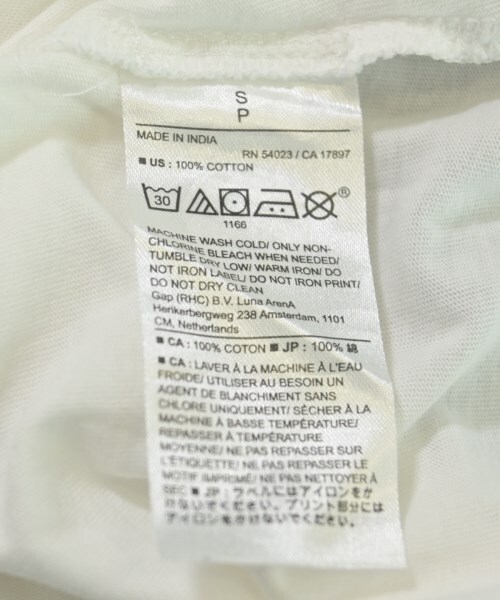 S
P
MADE IN INDIA
RN 54023 / CA 17897
■ US : 100% COTTON
30
®
1166
MACHINE WASH COLD/ ONLY NON-
CHLORINE BLEACH WHEN NEEDED/
TUMBLE DRY LOW/ WARM IRON/ DO
NOT IRON LABEL/ DO NOT IRON PRINT/
DO NOT DRY CLEAN
Gap (RHC) B.V. Luna ArenA
Herikerbergweg 238 Amsterdam, 1101
CM, Netherlands
■ CA : 100% COTON ■ JP : 100% 綿
■ CA : LAVER À LA MACHINE À L'EAU
FROIDE/ UTILISER AU BESOIN UN
AGENT DE BLANCHIMENT SANS
CHLORE UNIQUEMENT/ SÉCHER À LA
MACHINE À BASSE TEMPÉRATURE/
REPASSER À TEMPÉRATURE
MOYENNE/ NE PAS REPASSER SUR
L'ÉTIQUETTE/ NE PAS REPASSER LE
MOTIF IMPRIMÉ/ NE PAS NETTOYER À
SEC ■ JP : ラベルにはアイロンをか
けないでください。プリント部分には
アイロンをかけないでください。